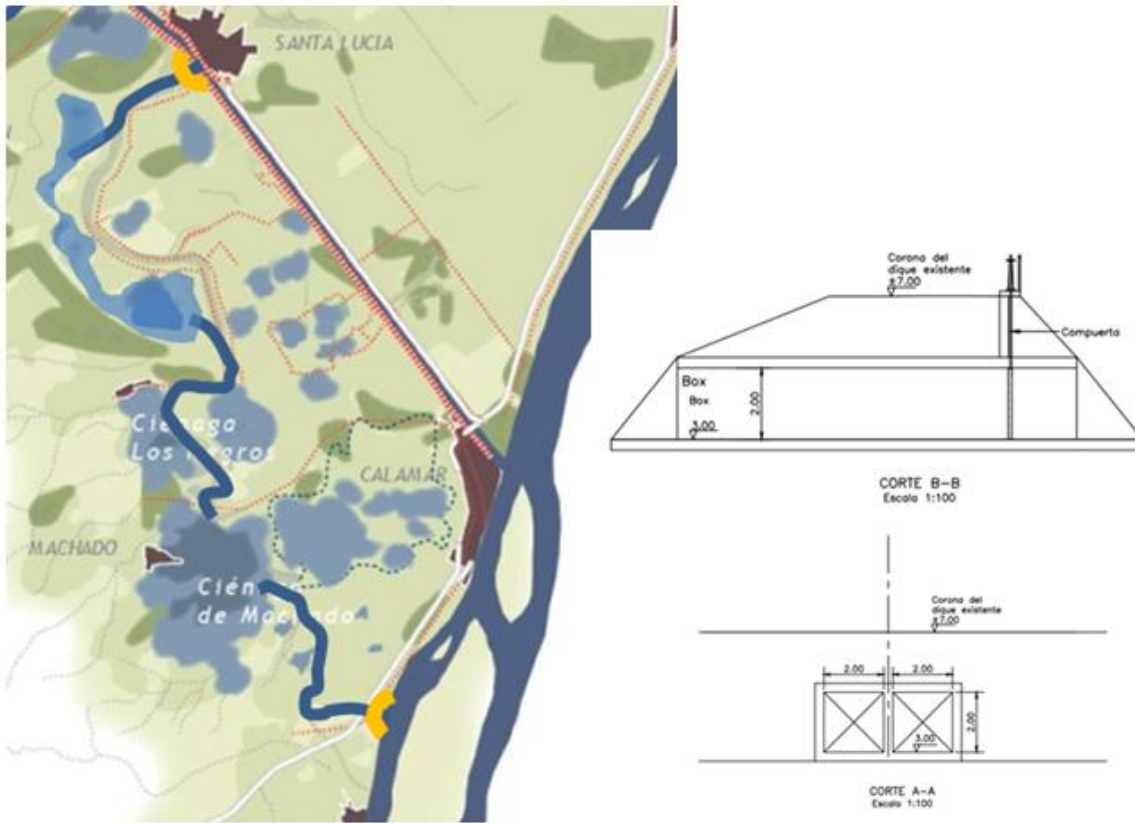 SANTA LUCIA
Ciénaga
Los Negros
CALAMAR
MACHADO
Cién
de Machado
Corona del
dique existente
±7.00
Compuerta
Box
Box
2.00
3.00
CORTE B-B
Escala 1:100
Corona del
dique existente
±7.00
2.00 2.00
2.00
3.00
CORTE A-A
Escala 1:100